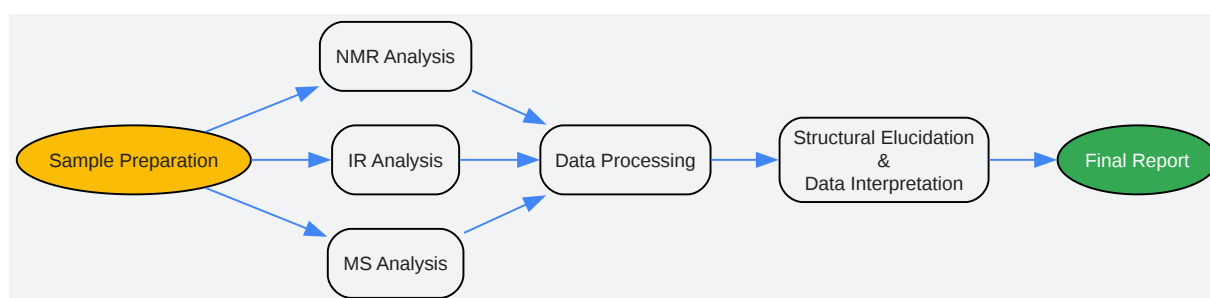 NMR Analysis
Sample Preparation
IR Analysis
MS Analysis
Data Processing
Structural Elucidation
&
Data Interpretation
Final Report